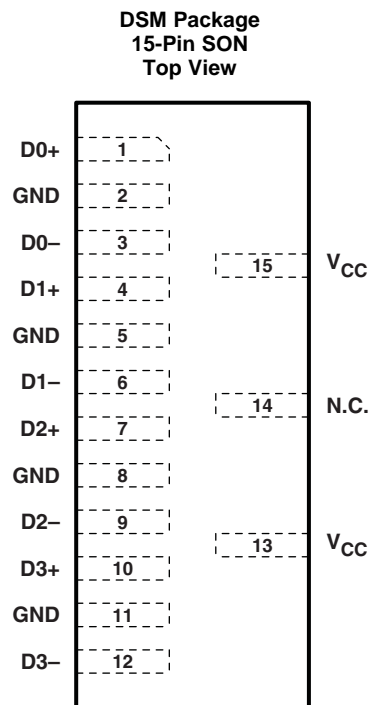 DSM Package
15-Pin SON
Top View
D0+ 1
GND 2
D0– 3
15 VCC
D1+ 4
GND 5
D1– 6
14 N.C.
D2+ 7
GND 8
D2– 9
13 VCC
D3+ 10
GND 11
D3– 12